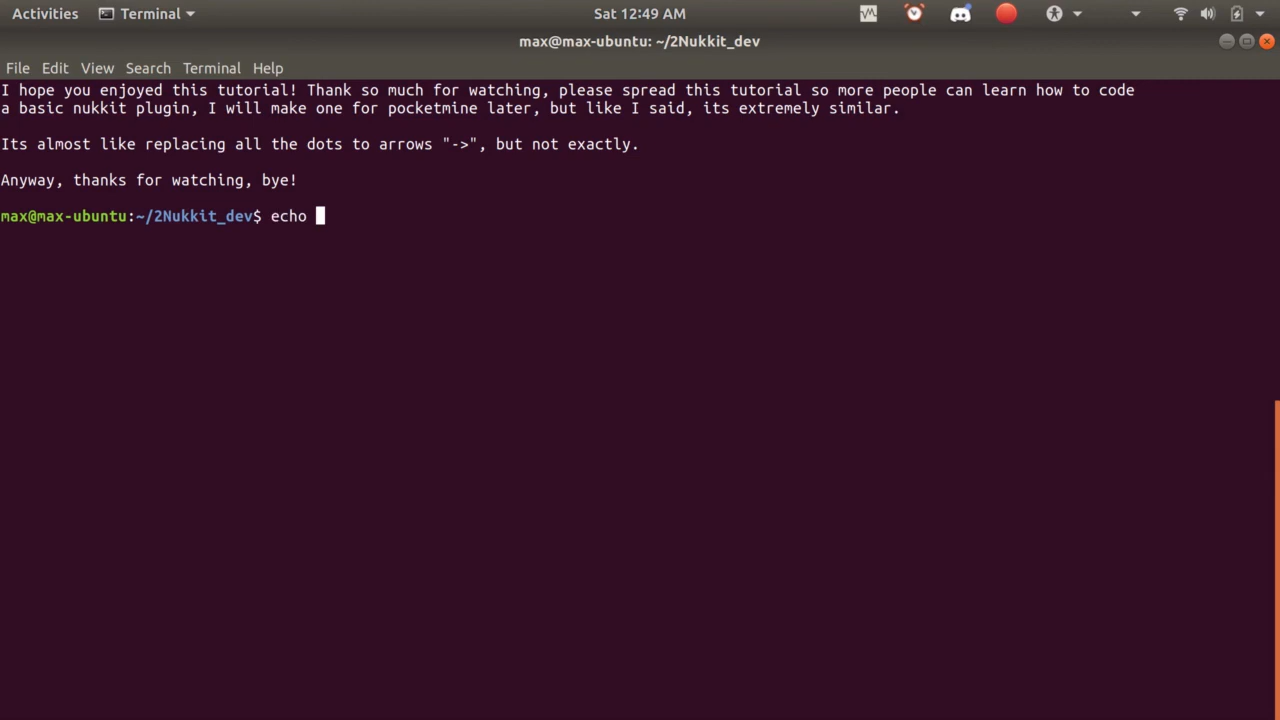 Activities Terminal Sat 12:49 AM
max@max-ubuntu: ~/2Nukkit_dev
File Edit View Search Terminal Help
I hope you enjoyed this tutorial! Thank so much for watching, please spread this tutorial so more people can learn how to code
a basic nukkit plugin, I will make one for pocketmine later, but like I said, its extremely similar.
Its almost like replacing all the dots to arrows "->", but not exactly.
Anyway, thanks for watching, bye!
max@max-ubuntu:~/2Nukkit_dev$ echo